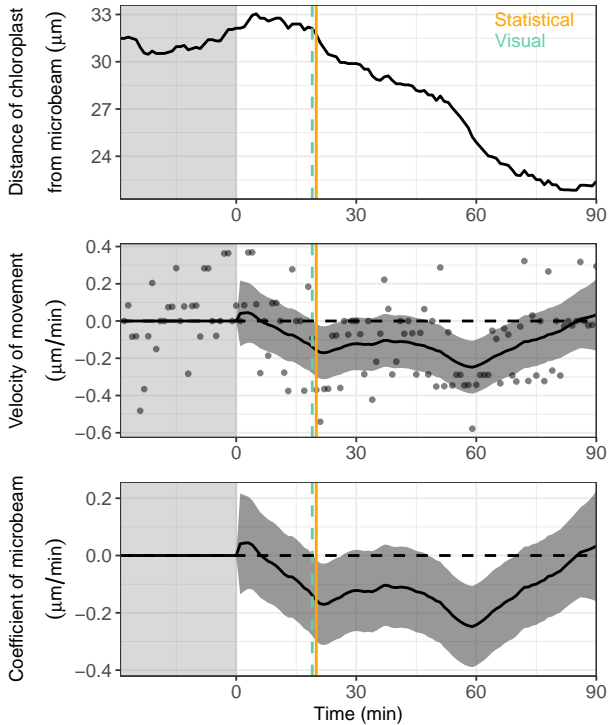 Distance of chloroplast
from microbeam (μm)
33
30
27
24
Statistical
Visual
0
30
60
90
Velocity of movement
(μm/min)
0.4
0.2
0.0
−0.2
−0.4
−0.6
0
30
60
90
Coefficient of microbeam
(μm/min)
0.2
0.0
−0.2
−0.4
0
30
60
90
Time (min)